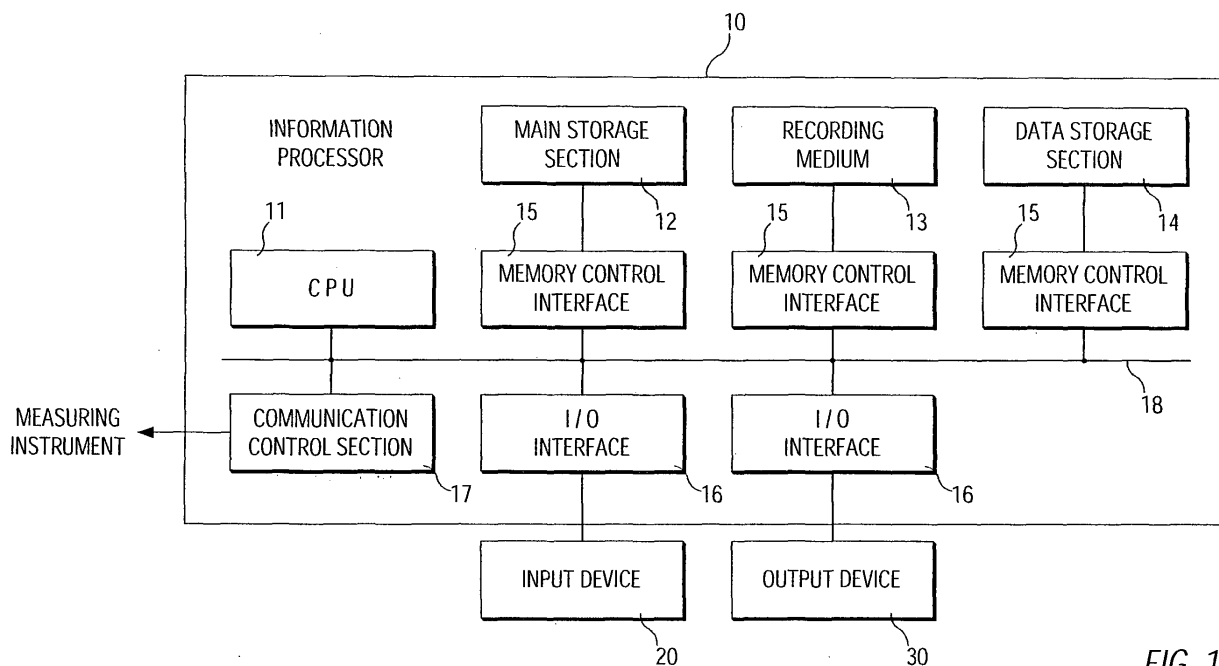 10
INFORMATION
PROCESSOR
MAIN STORAGE
SECTION
12
RECORDING
MEDIUM
13
DATA STORAGE
SECTION
14
11
CPU
15
MEMORY CONTROL
INTERFACE
15
MEMORY CONTROL
INTERFACE
15
MEMORY CONTROL
INTERFACE
18
MEASURING
INSTRUMENT
COMMUNICATION
CONTROL SECTION
17
I/O
INTERFACE
16
I/O
INTERFACE
16
INPUT DEVICE
20
OUTPUT DEVICE
30
FIG. 1